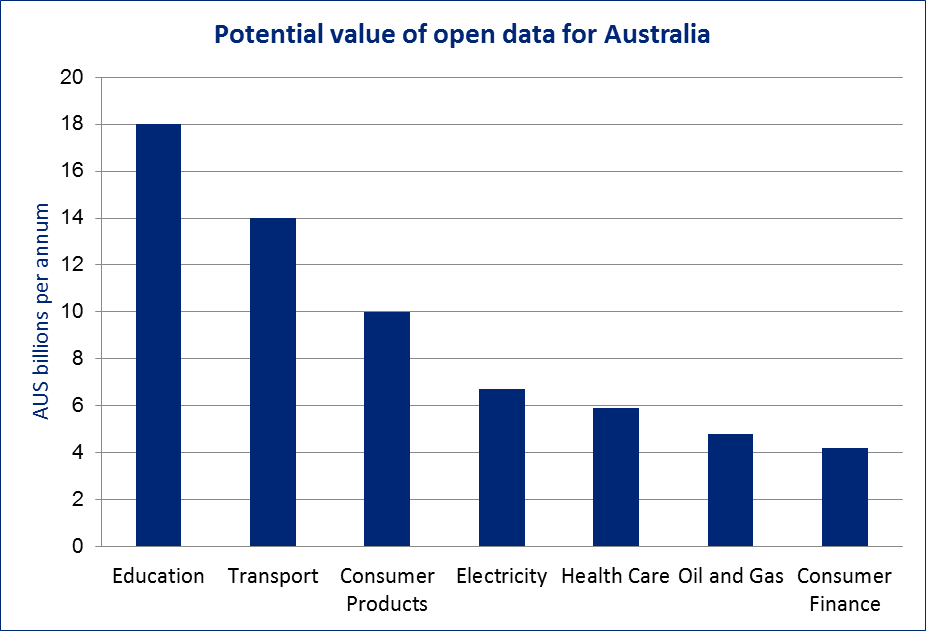 Potential value of open data for Australia
AUS billions per annum
20
18
16
14
12
10
8
6
4
2
0
Education
Transport
Consumer
Products
Electricity
Health Care
Oil and Gas
Consumer
Finance